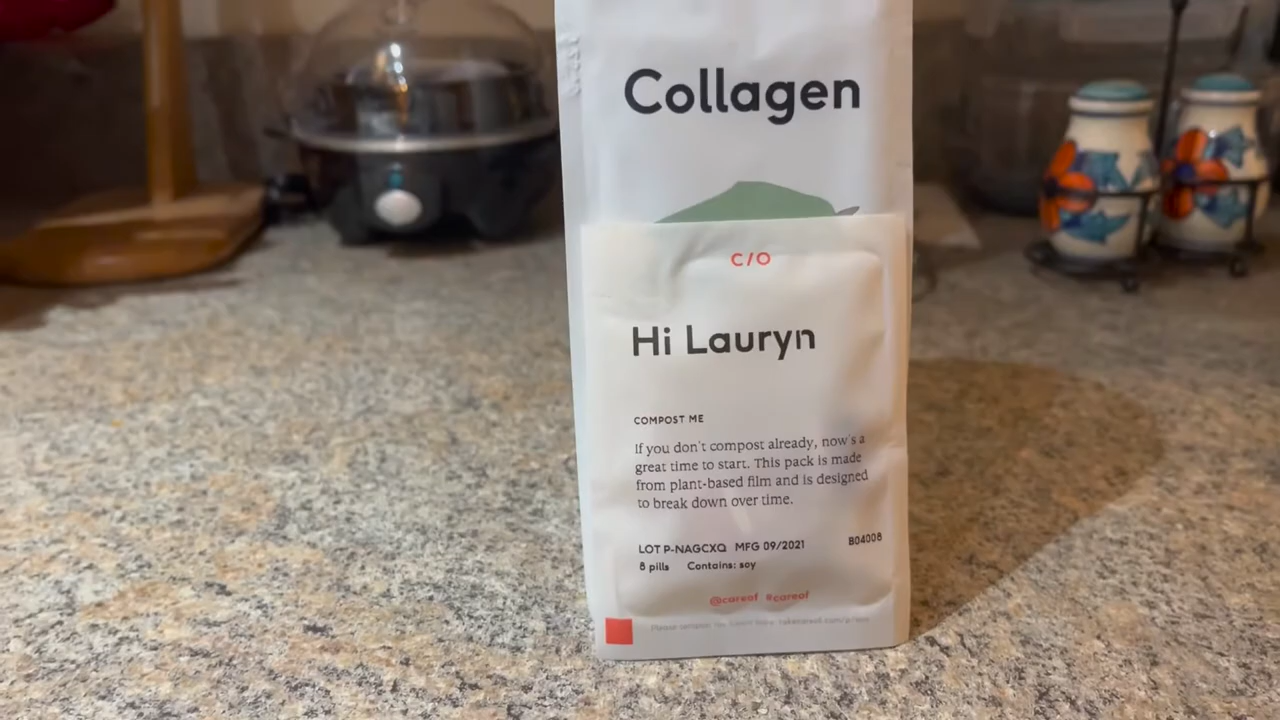 Collagen
C/O
Hi Lauryn
COMPOST ME
If you don't compost already, now's a
great time to start. This pack is made
from plant-based film and is designed
to break down over time.
LOT P-NAGCXQ MFG 09/2021 B04008
8 pills Contains: soy
@careof #careof
Please compost